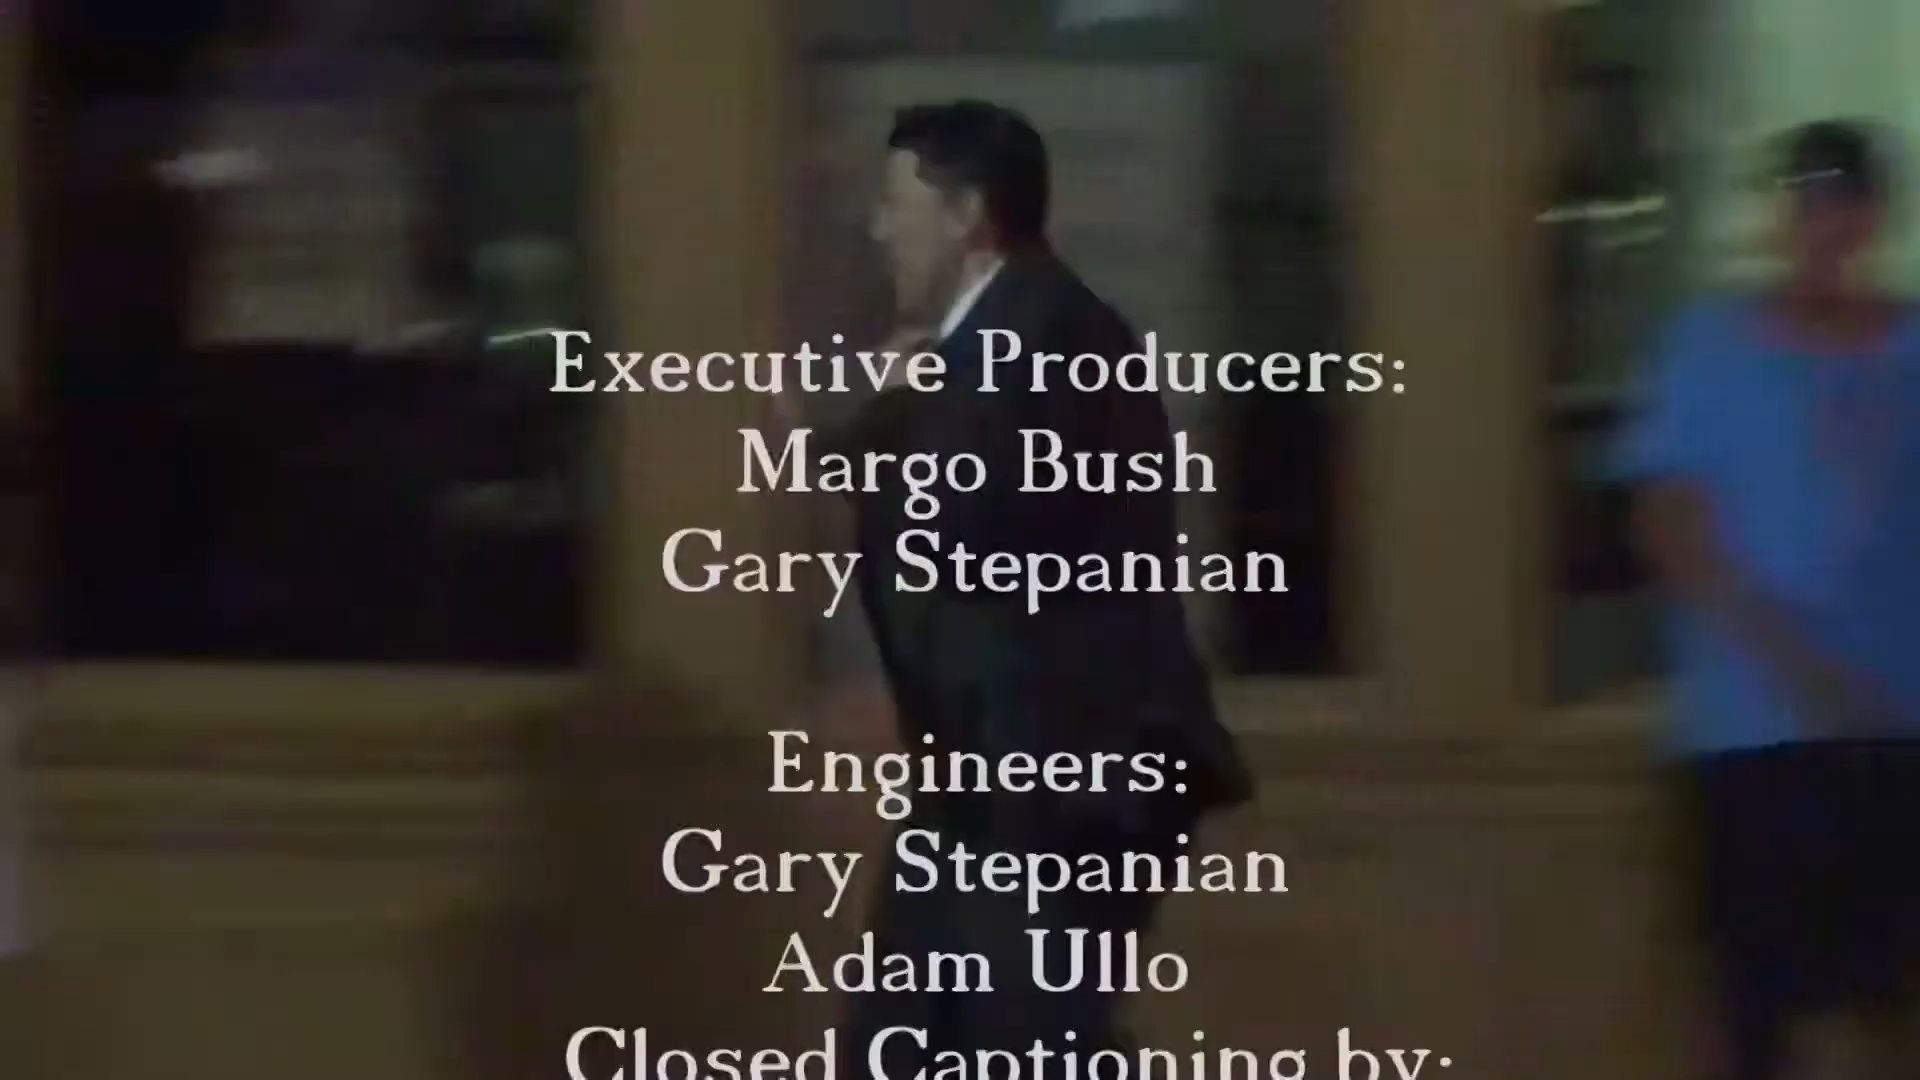 Executive Producers:
Margo Bush
Gary Stepanian
Engineers:
Gary Stepanian
Adam Ullo
Closed Captioning by: